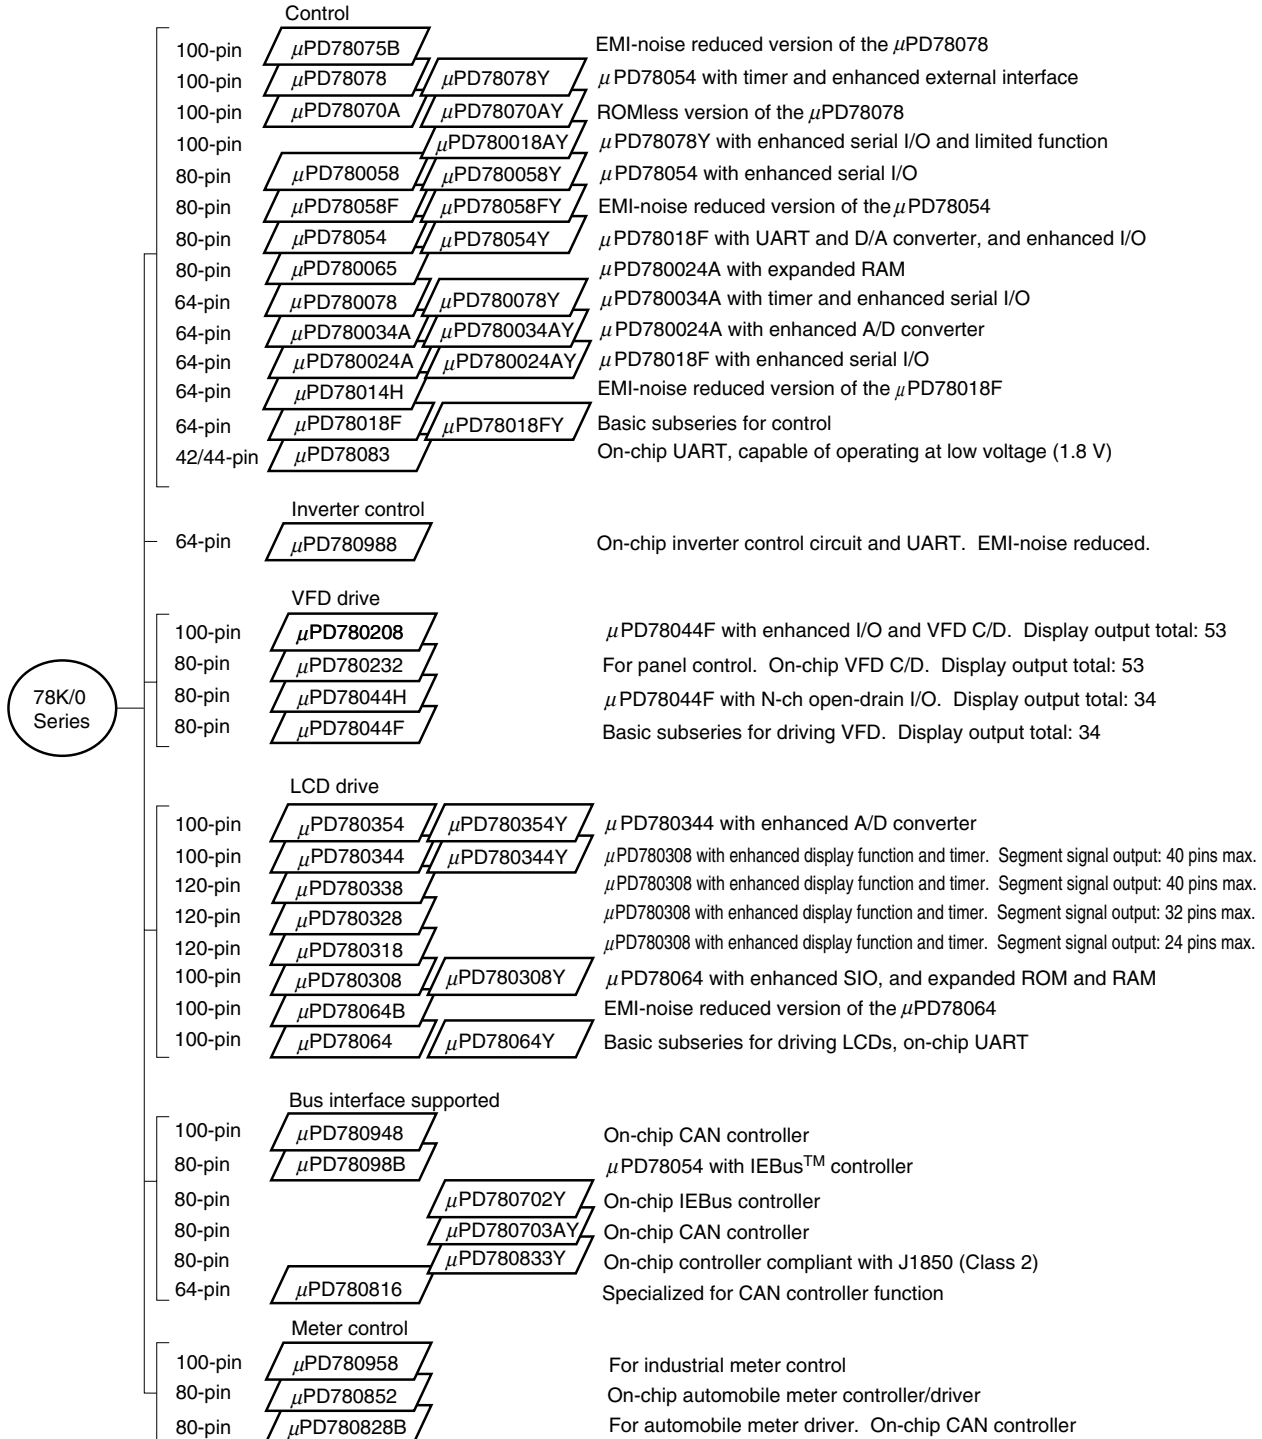 Control
100-pin μPD78075B EMI-noise reduced version of the μPD78078
100-pin μPD78078 μPD78078Y μPD78054 with timer and enhanced external interface
100-pin μPD78070A μPD78070AY ROMless version of the μPD78078
100-pin μPD780018AY μPD78078Y with enhanced serial I/O and limited function
80-pin μPD780058 μPD780058Y μPD78054 with enhanced serial I/O
80-pin μPD78058F μPD78058FY EMI-noise reduced version of the μPD78054
80-pin μPD78054 μPD78054Y μPD78018F with UART and D/A converter, and enhanced I/O
80-pin μPD780065 μPD780024A with expanded RAM
64-pin μPD780078 μPD780078Y μPD780034A with timer and enhanced serial I/O
64-pin μPD780034A μPD780034AY μPD780024A with enhanced A/D converter
64-pin μPD780024A μPD780024AY μPD78018F with enhanced serial I/O
64-pin μPD78014H EMI-noise reduced version of the μPD78018F
64-pin μPD78018F μPD78018FY Basic subseries for control
42/44-pin μPD78083 On-chip UART, capable of operating at low voltage (1.8 V)
Inverter control
64-pin μPD780988 On-chip inverter control circuit and UART. EMI-noise reduced.
VFD drive
100-pin μPD780208 μPD78044F with enhanced I/O and VFD C/D. Display output total: 53
80-pin μPD780232 For panel control. On-chip VFD C/D. Display output total: 53
80-pin μPD78044H μPD78044F with N-ch open-drain I/O. Display output total: 34
80-pin μPD78044F Basic subseries for driving VFD. Display output total: 34
78K/0
Series
LCD drive
100-pin μPD780354 μPD780354Y μPD780344 with enhanced A/D converter
100-pin μPD780344 μPD780344Y μPD780308 with enhanced display function and timer. Segment signal output: 40 pins max.
120-pin μPD780338 μPD780308 with enhanced display function and timer. Segment signal output: 40 pins max.
120-pin μPD780328 μPD780308 with enhanced display function and timer. Segment signal output: 32 pins max.
120-pin μPD780318 μPD780308 with enhanced display function and timer. Segment signal output: 24 pins max.
100-pin μPD780308 μPD780308Y μPD78064 with enhanced SIO, and expanded ROM and RAM
100-pin μPD78064B EMI-noise reduced version of the μPD78064
100-pin μPD78064 μPD78064Y Basic subseries for driving LCDs, on-chip UART
Bus interface supported
100-pin μPD780948 On-chip CAN controller
80-pin μPD78098B μPD78054 with IEBus™ controller
80-pin μPD780702Y On-chip IEBus controller
80-pin μPD780703AY On-chip CAN controller
80-pin μPD780833Y On-chip controller compliant with J1850 (Class 2)
64-pin μPD780816 Specialized for CAN controller function
Meter control
100-pin μPD780958 For industrial meter control
80-pin μPD780852 On-chip automobile meter controller/driver
80-pin μPD780828B For automobile meter driver. On-chip CAN controller